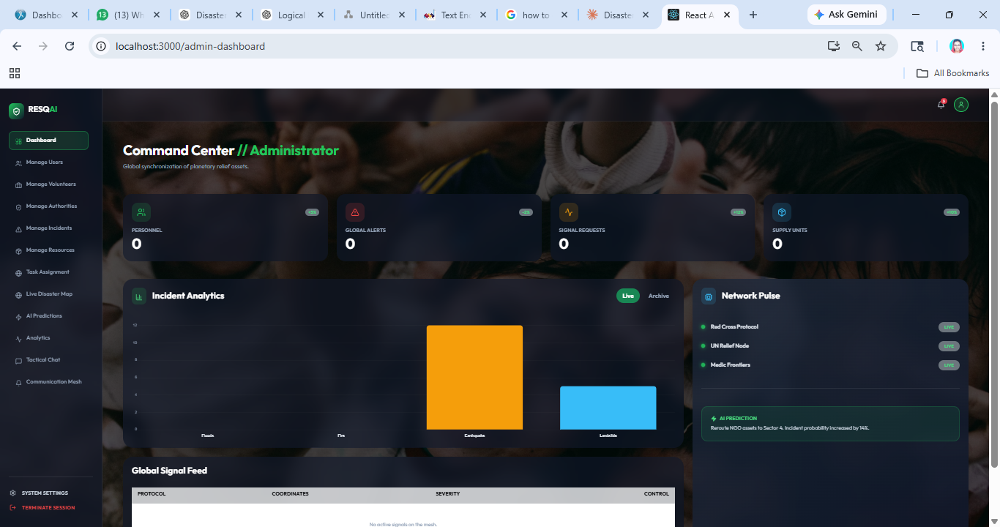 Dashbo
13
(13) Wh
Disaster
Logical
Untitled
Text En
how to
Disaster
React A
Ask Gemini
localhost:3000/admin-dashboard
All Bookmarks
RESQAI
3
Dashboard
Manage Users
Manage Volunteers
Manage Authorities
Manage Incidents
Manage Resources
Task Assignment
Live Disaster Map
AI Predictions
Analytics
Tactical Chat
Communication Mesh
SYSTEM SETTINGS
TERMINATE SESSION
Command Center // Administrator
Global synchronization of planetary relief assets.
+5%
PERSONNEL
0
-2%
GLOBAL ALERTS
0
+12%
SIGNAL REQUESTS
0
SUPPLY UNITS
0
Incident Analytics
Live
Archive
12
10
8
6
4
2
0
Floods
Fire
Earthquake
Landslide
Network Pulse
Red Cross Protocol
LIVE
UN Relief Node
LIVE
Medic Frontiers
LIVE
AI PREDICTION
Reroute NGO assets to Sector 4. Incident probability increased by 14%.
Global Signal Feed
PROTOCOL COORDINATES SEVERITY CONTROL
No active signals on the mesh.